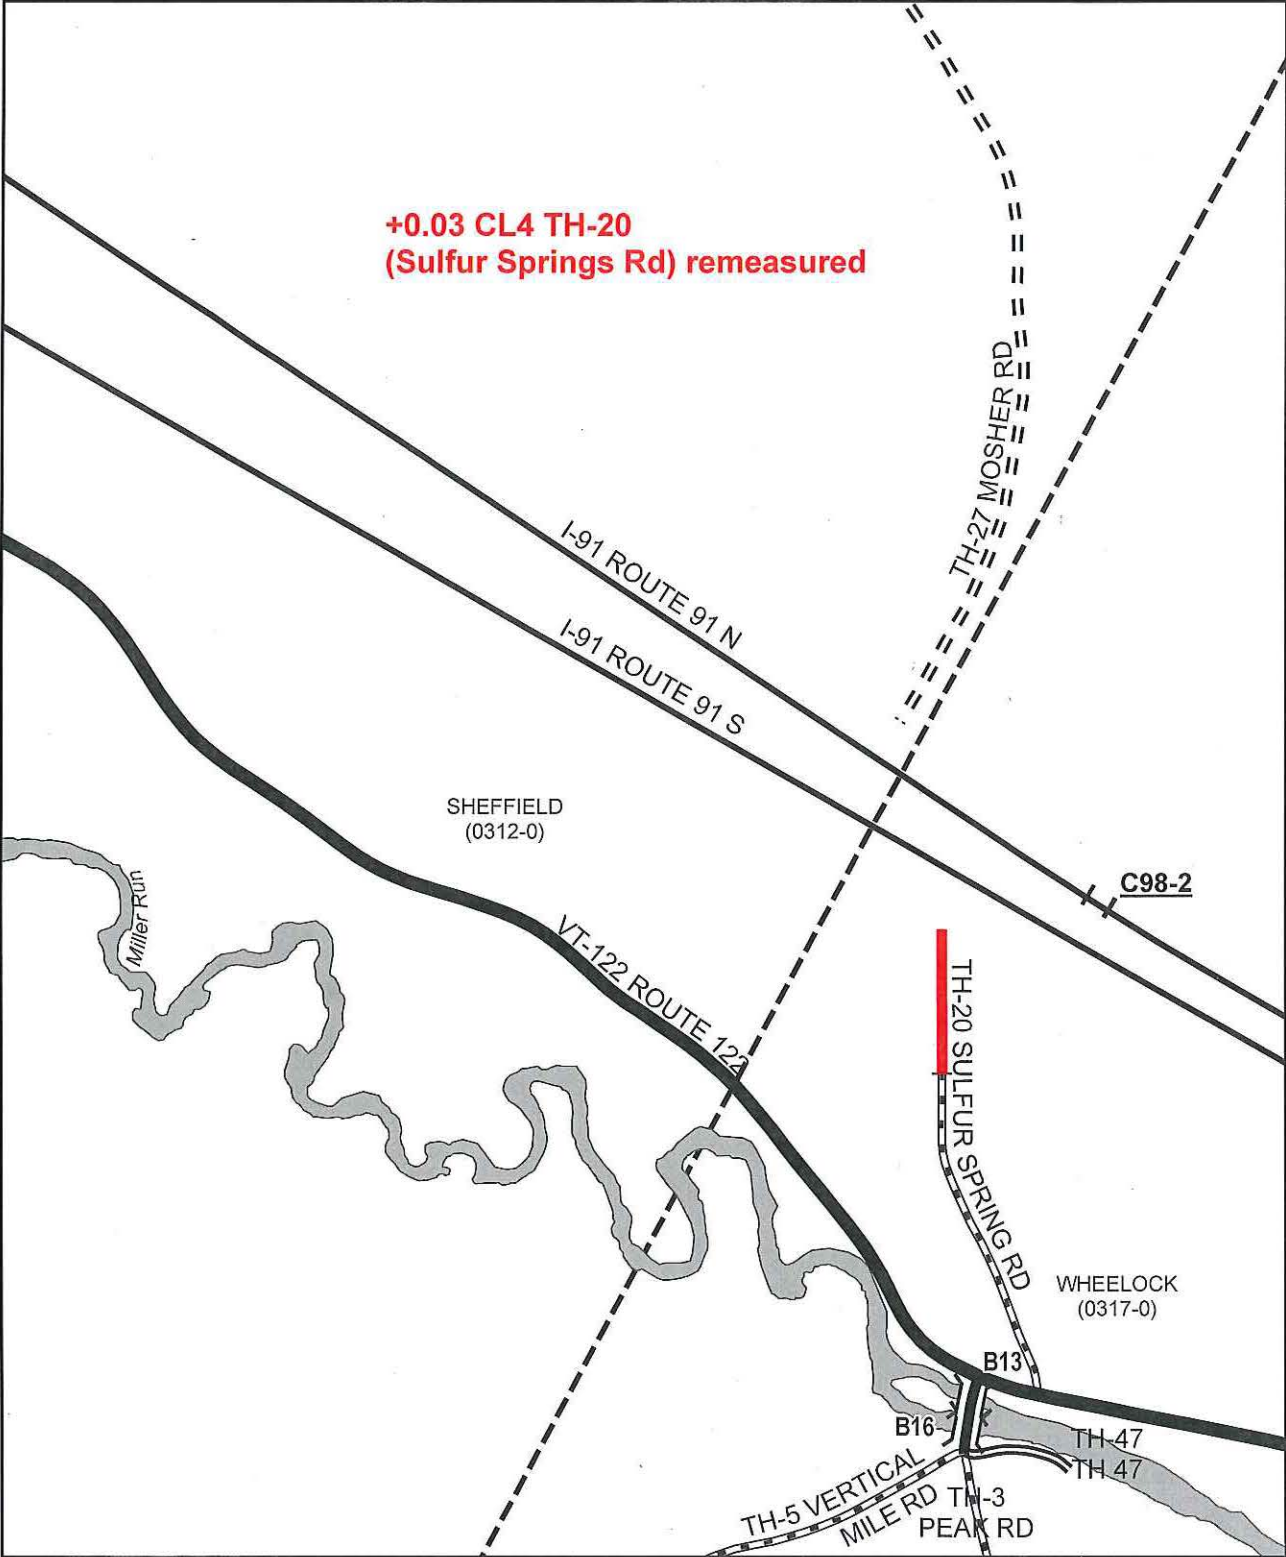 +0.03 CL4 TH-20
(Sulfur Springs Rd) remeasured
TH-27 MOSHER RD
I-91 ROUTE 91 N
I-91 ROUTE 91 S
SHEFFIELD
(0312-0)
Miller Run
C98-2
VT-122 ROUTE 122
TH-20 SULFUR SPRING RD
WHEELOCK
(0317-0)
B13
B16
TH-47
TH 47
TH-5 VERTICAL
MILE RD
TH-3
PEAK RD